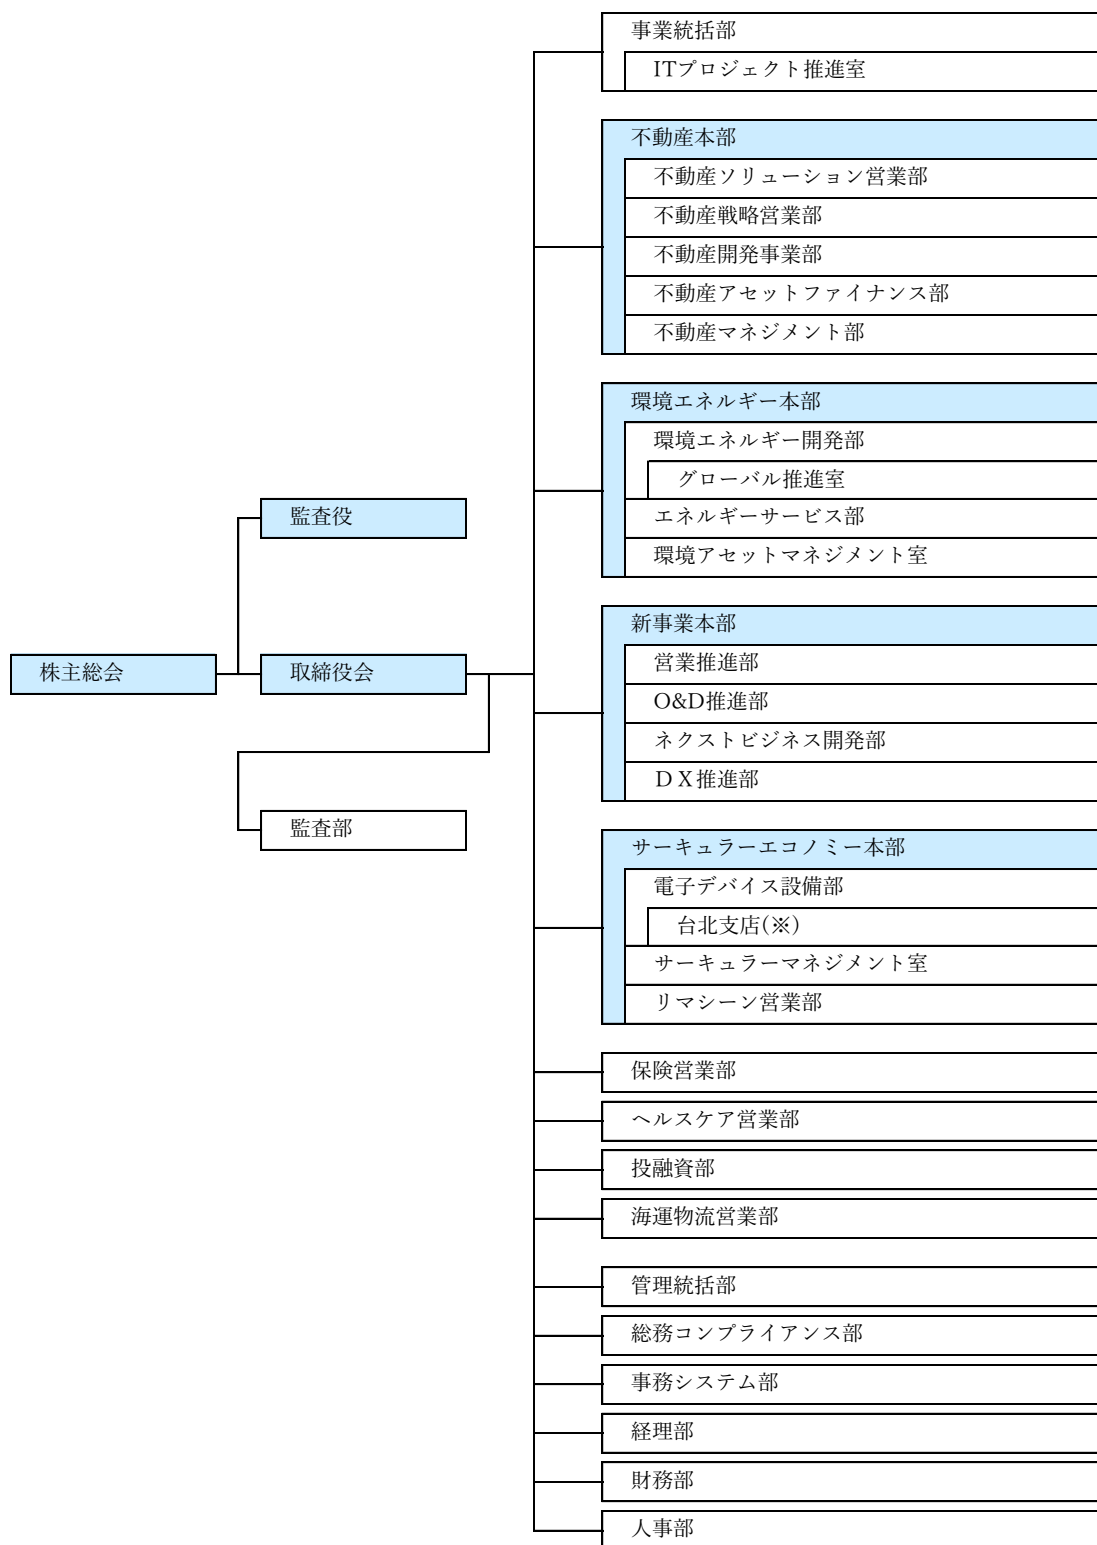 株主総会
監査役
取締役会
監査部
事業統括部
ITプロジェクト推進室
不動産本部
不動産ソリューション営業部
不動産戦略営業部
不動産開発事業部
不動産アセットファイナンス部
不動産マネジメント部
環境エネルギー本部
環境エネルギー開発部
グローバル推進室
エネルギーサービス部
環境アセットマネジメント室
新事業本部
営業推進部
O&D推進部
ネクストビジネス開発部
ＤＸ推進部
サーキュラーエコノミー本部
電子デバイス設備部
台北支店(※)
サーキュラーマネジメント室
リマシーン営業部
保険営業部
ヘルスケア営業部
投融資部
海運物流営業部
管理統括部
総務コンプライアンス部
事務システム部
経理部
財務部
人事部